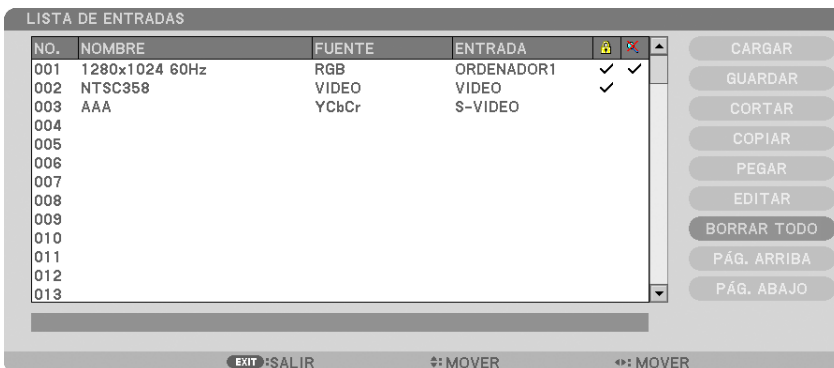 LISTA DE ENTRADAS
NO. NOMBRE FUENTE ENTRADA
001 1280x1024 60Hz RGB ORDENADOR1
002 NTSC358 VIDEO VIDEO
003 AAA YCbCr S-VIDEO
004
005
006
007
008
009
010
011
012
013
CARGAR
GUARDAR
CORTAR
COPIAR
PEGAR
EDITAR
BORRAR TODO
PÁG. ARRIBA
PÁG. ABAJO
EXIT :SALIR :MOVER :MOVER